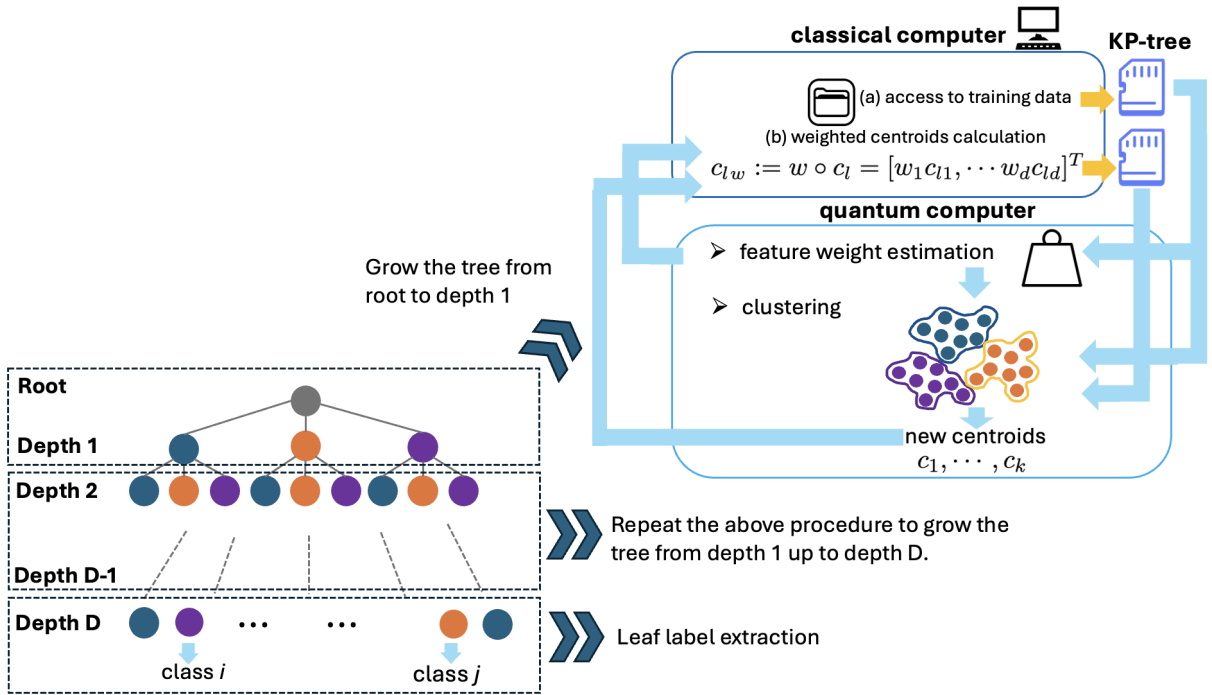 classical computer
KP-tree
(a) access to training data
(b) weighted centroids calculation
c_{lw} := w ∘ c_l = [w_1 c_{l1}, ⋯ w_d c_{ld}]^T
quantum computer
➢ feature weight estimation
➢ clustering
new centroids
c_1, ⋯ , c_k
Grow the tree from
root to depth 1
Root
Depth 1
Depth 2
Repeat the above procedure to grow the
tree from depth 1 up to depth D.
Depth D-1
Depth D
... ...
Leaf label extraction
class i
class j